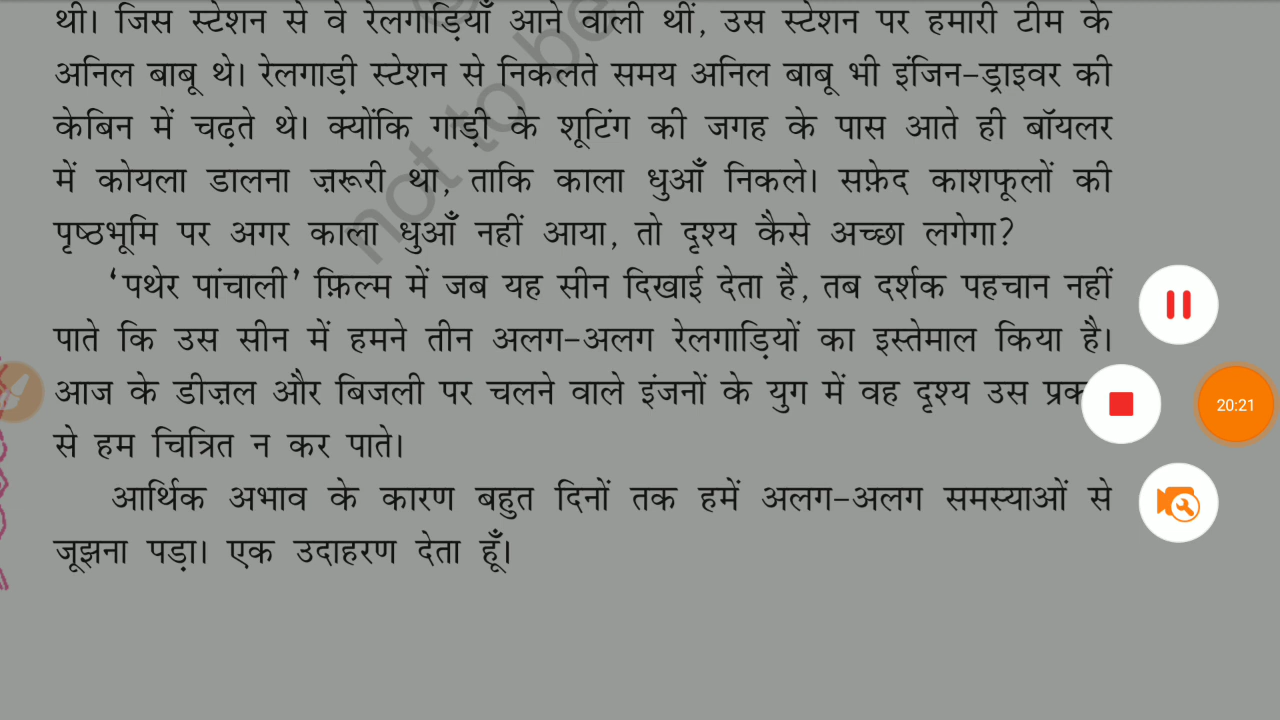 थी। जिस स्टेशन से वे रेलगाड़ियाँ आने वाली थीं, उस स्टेशन पर हमारी टीम के
अनिल बाबू थे। रेलगाड़ी स्टेशन से निकलते समय अनिल बाबू भी इंजिन-ड्राइवर की
केबिन में चढ़ते थे। क्योंकि गाड़ी के शूटिंग की जगह के पास आते ही बॉयलर
में कोयला डालना ज़रूरी था, ताकि काला धुआँ निकले। सफ़ेद काशफूलों की
पृष्ठभूमि पर अगर काला धुआँ नहीं आया, तो दृश्य कैसे अच्छा लगेगा?
‘पथेर पांचाली’ फ़िल्म में जब यह सीन दिखाई देता है, तब दर्शक पहचान नहीं
पाते कि उस सीन में हमने तीन अलग-अलग रेलगाड़ियों का इस्तेमाल किया है।
आज के डीज़ल और बिजली पर चलने वाले इंजनों के युग में वह दृश्य उस
से हम चित्रित न कर पाते।
आर्थिक अभाव के कारण बहुत दिनों तक हमें अलग-अलग समस्याओं से
जूझना पड़ा। एक उदाहरण देता हूँ।
not to be
20:21